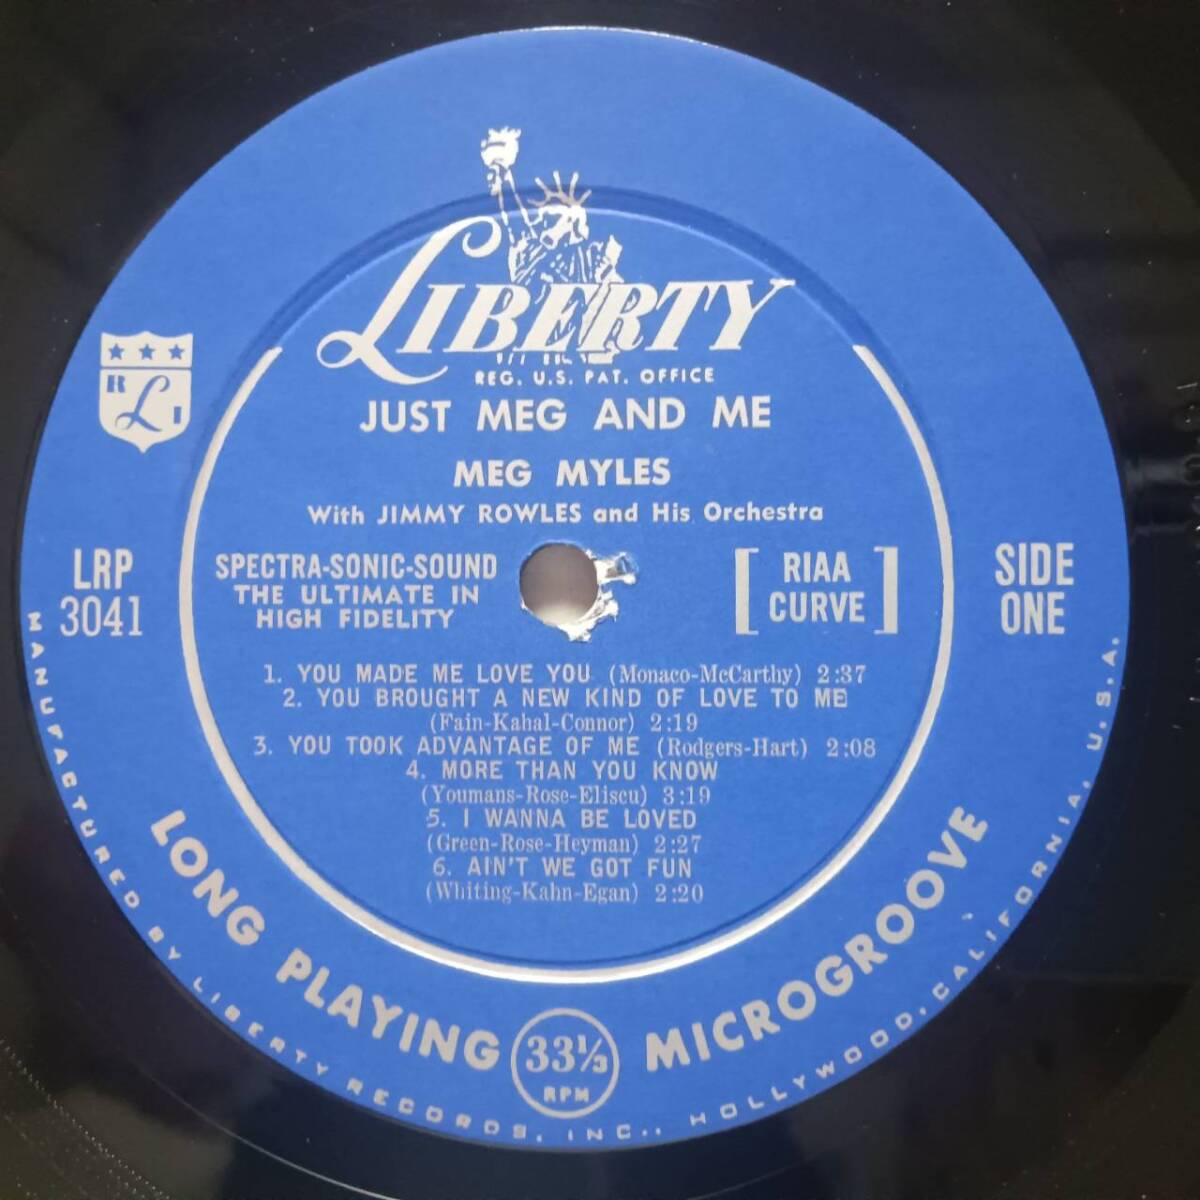 LIBERTY
REG. U.S. PAT. OFFICE
JUST MEG AND ME
MEG MYLES
With JIMMY ROWLES and His Orchestra
R L I
LRP
3041
SPECTRA-SONIC-SOUND
THE ULTIMATE IN
HIGH FIDELITY
[RIAA
CURVE]
SIDE
ONE
1. YOU MADE ME LOVE YOU (Monaco-McCarthy) 2:37
2. YOU BROUGHT A NEW KIND OF LOVE TO ME
(Fain-Kahal-Connor) 2:19
3. YOU TOOK ADVANTAGE OF ME (Rodgers-Hart) 2:08
4. MORE THAN YOU KNOW
(Youmans-Rose-Eliscu) 3:19
5. I WANNA BE LOVED
(Green-Rose-Heyman) 2:27
6. AIN'T WE GOT FUN
(Whiting-Kahn-Egan) 2:20
LONG PLAYING 33⅓ RPM MICROGROOVE
MANUFACTURED BY LIBERTY RECORDS, INC., HOLLYWOOD, CALIFORNIA, U.S.A.